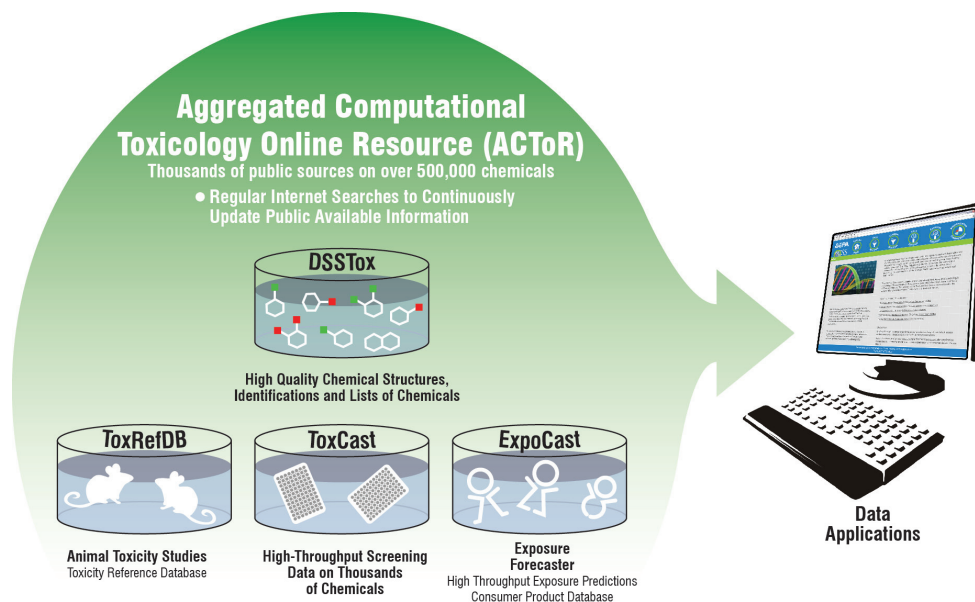 Aggregated Computational
Toxicology Online Resource (ACToR)
Thousands of public sources on over 500,000 chemicals
● Regular Internet Searches to Continuously
Update Public Available Information
DSSTox
High Quality Chemical Structures,
Identifications and Lists of Chemicals
ToxRefDB
ToxCast
ExpoCast
Animal Toxicity Studies
Toxicity Reference Database
High-Throughput Screening
Data on Thousands
of Chemicals
Exposure
Forecaster
High Throughput Exposure Predictions
Consumer Product Database
Data
Applications